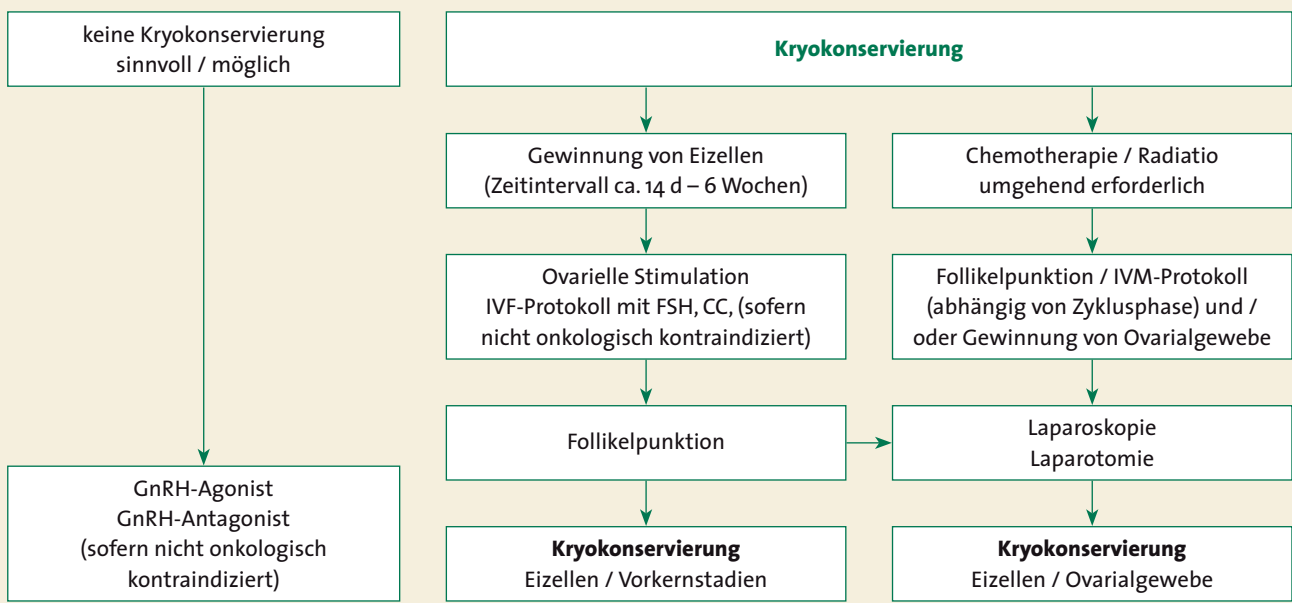 keine Kryokonservierung
sinnvoll / möglich
Kryokonservierung
Gewinnung von Eizellen
(Zeitintervall ca. 14 d – 6 Wochen)
Chemotherapie / Radiatio
umgehend erforderlich
Ovarielle Stimulation
IVF-Protokoll mit FSH, CC, (sofern
nicht onkologisch kontraindiziert)
Follikelpunktion / IVM-Protokoll
(abhängig von Zyklusphase) und /
oder Gewinnung von Ovarialgewebe
Follikelpunktion
Laparoskopie
Laparotomie
GnRH-Agonist
GnRH-Antagonist
(sofern nicht onkologisch
kontraindiziert)
Kryokonservierung
Eizellen / Vorkernstadien
Kryokonservierung
Eizellen / Ovarialgewebe